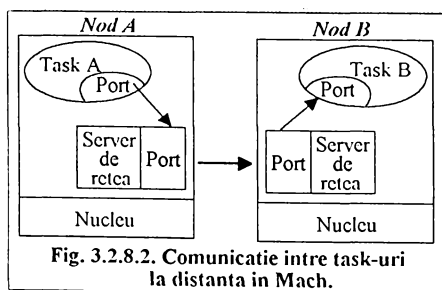 Nod A
Nod B
Task A
Port
Task B
Port
Server
de
retea
Port
Port
Server
de
retea
Nucleu
Nucleu
Fig. 3.2.8.2. Comunicatie intre task-uri
la distanta in Mach.